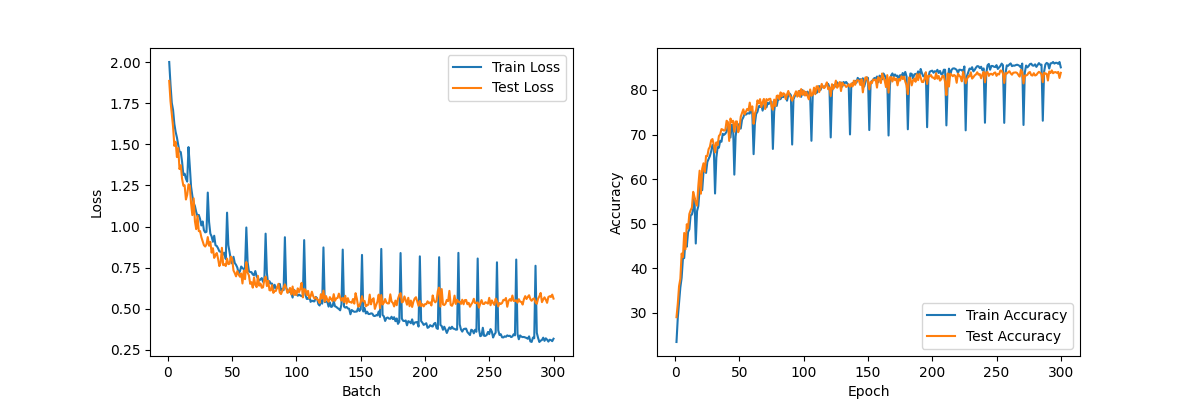 2.00
1.75
1.50
1.25
1.00
0.75
0.50
0.25
Loss
0 50 100 150 200 250 300
Batch
Train Loss
Test Loss
80
70
60
50
40
30
Accuracy
0 50 100 150 200 250 300
Epoch
Train Accuracy
Test Accuracy